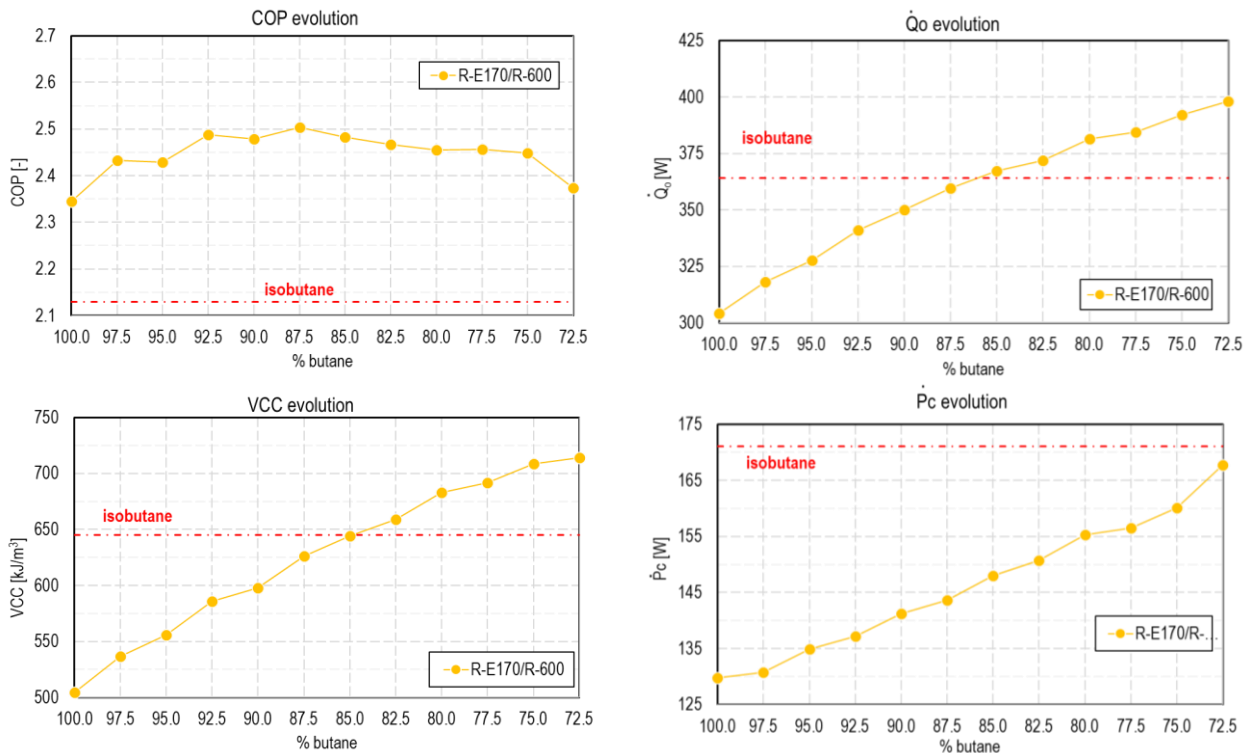 COP evolution
2.7
2.6
2.5
2.4
2.3
2.2
2.1
COP [-]
R-E170/R-600
isobutane
100.0 97.5 95.0 92.5 90.0 87.5 85.0 82.5 80.0 77.5 75.0 72.5
% butane
Q̇o evolution
425
400
375
350
325
300
Q̇ₒ [W]
isobutane
R-E170/R-600
100.0 97.5 95.0 92.5 90.0 87.5 85.0 82.5 80.0 77.5 75.0 72.5
% butane
VCC evolution
750
700
650
600
550
500
VCC [kJ/m³]
isobutane
R-E170/R-600
100.0 97.5 95.0 92.5 90.0 87.5 85.0 82.5 80.0 77.5 75.0 72.5
% butane
Ṗc evolution
175
165
155
145
135
125
Ṗc [W]
isobutane
R-E170/R-...
100.0 97.5 95.0 92.5 90.0 87.5 85.0 82.5 80.0 77.5 75.0 72.5
% butane